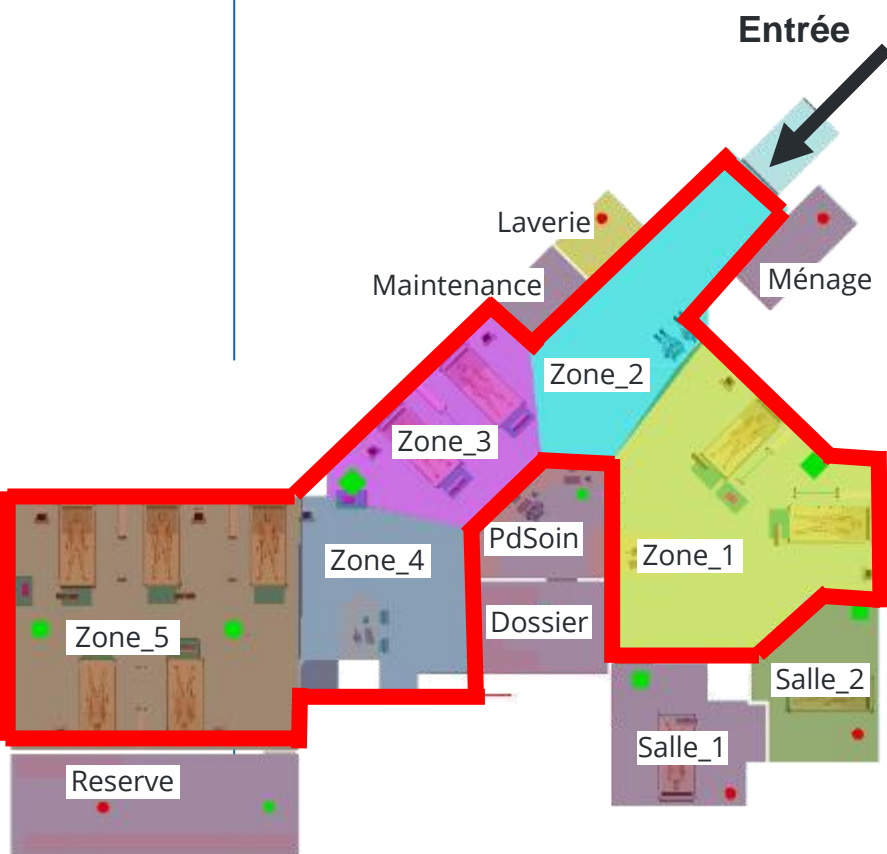 Entrée
Laverie
Maintenance
Ménage
Zone_2
Zone_3
PdSoin
Zone_4
Zone_1
Dossier
Zone_5
Salle_2
Salle_1
Reserve